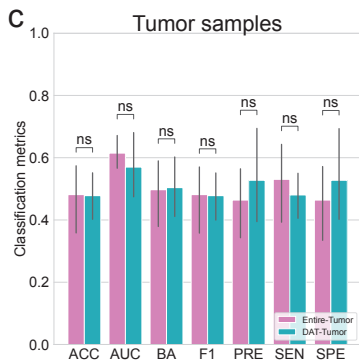 C
Tumor samples
1.0
0.8
0.6
0.4
0.2
0.0
Classification metrics
ns
ns
ns
ns
ns
ns
ns
ACC AUC BA F1 PRE SEN SPE
Entire-Tumor
DAT-Tumor